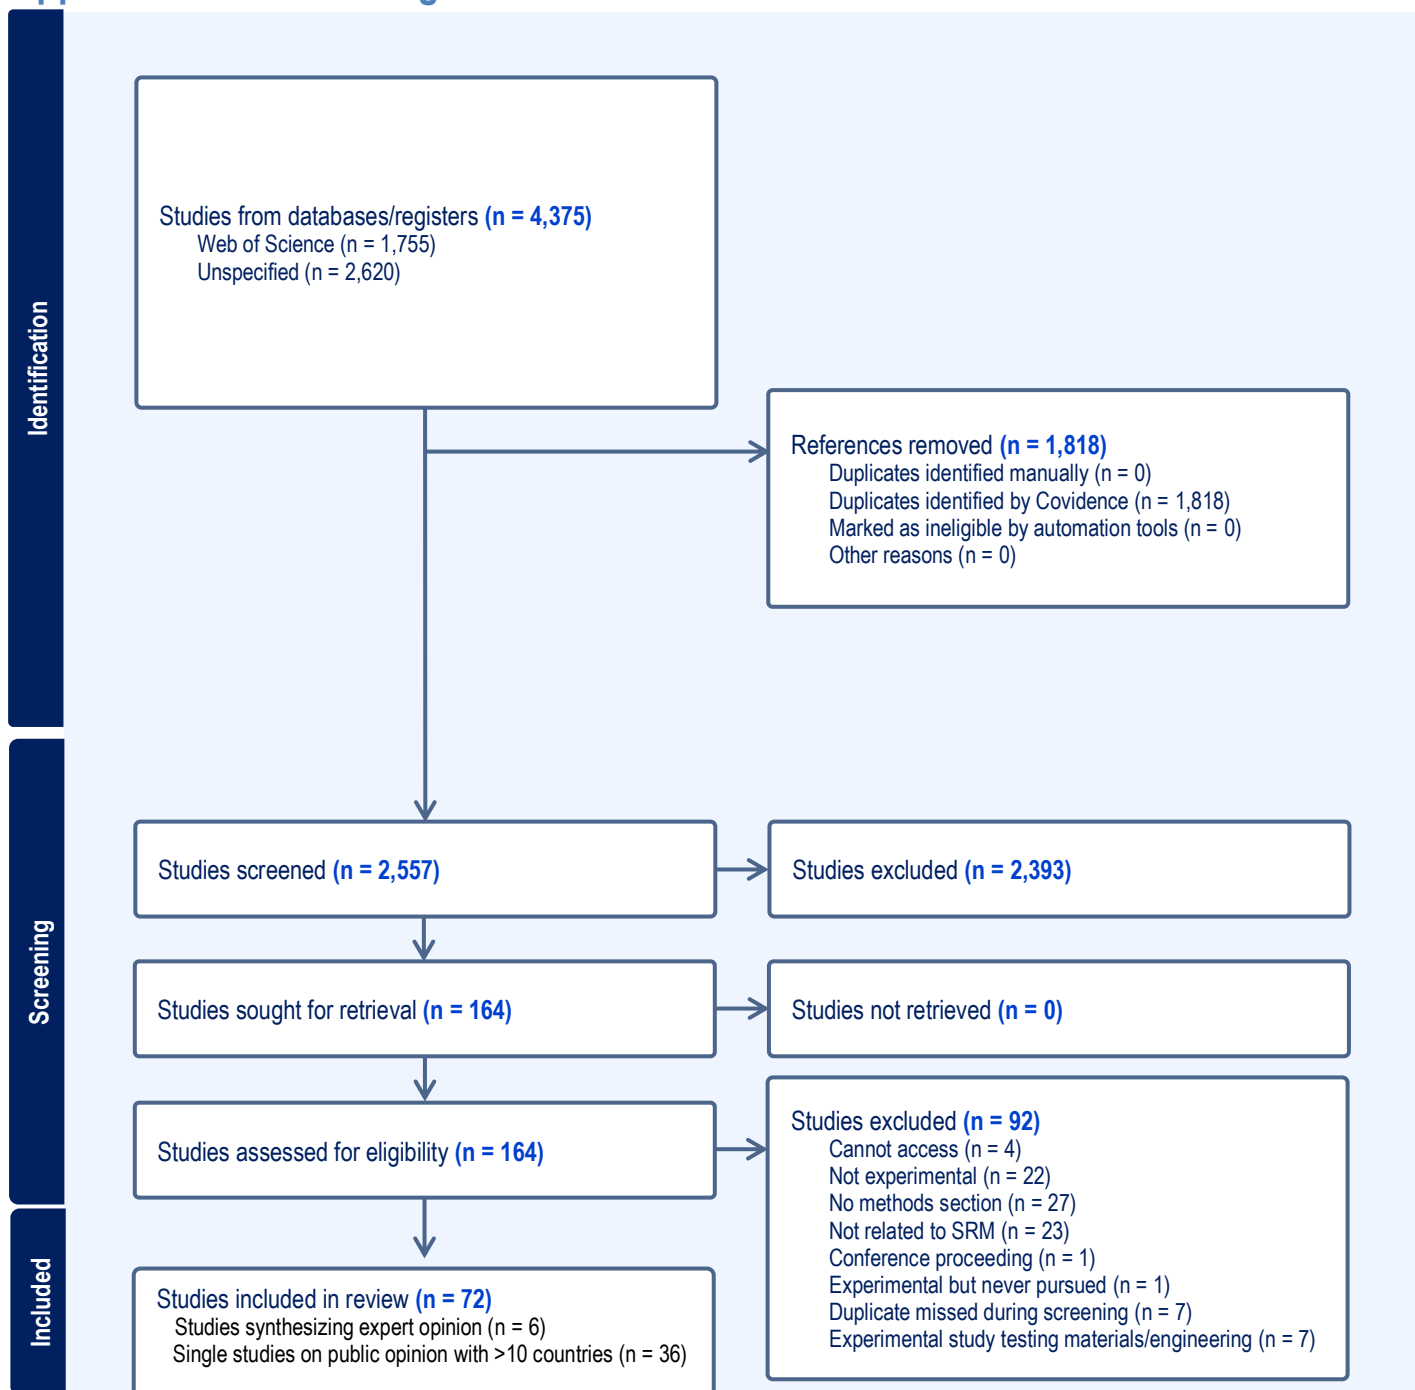 Identification
Studies from databases/registers (n = 4,375)
Web of Science (n = 1,755)
Unspecified (n = 2,620)
References removed (n = 1,818)
Duplicates identified manually (n = 0)
Duplicates identified by Covidence (n = 1,818)
Marked as ineligible by automation tools (n = 0)
Other reasons (n = 0)
Screening
Studies screened (n = 2,557)
Studies excluded (n = 2,393)
Studies sought for retrieval (n = 164)
Studies not retrieved (n = 0)
Studies assessed for eligibility (n = 164)
Studies excluded (n = 92)
Cannot access (n = 4)
Not experimental (n = 22)
No methods section (n = 27)
Not related to SRM (n = 23)
Conference proceeding (n = 1)
Experimental but never pursued (n = 1)
Duplicate missed during screening (n = 7)
Experimental study testing materials/engineering (n = 7)
Included
Studies included in review (n = 72)
Studies synthesizing expert opinion (n = 6)
Single studies on public opinion with >10 countries (n = 36)